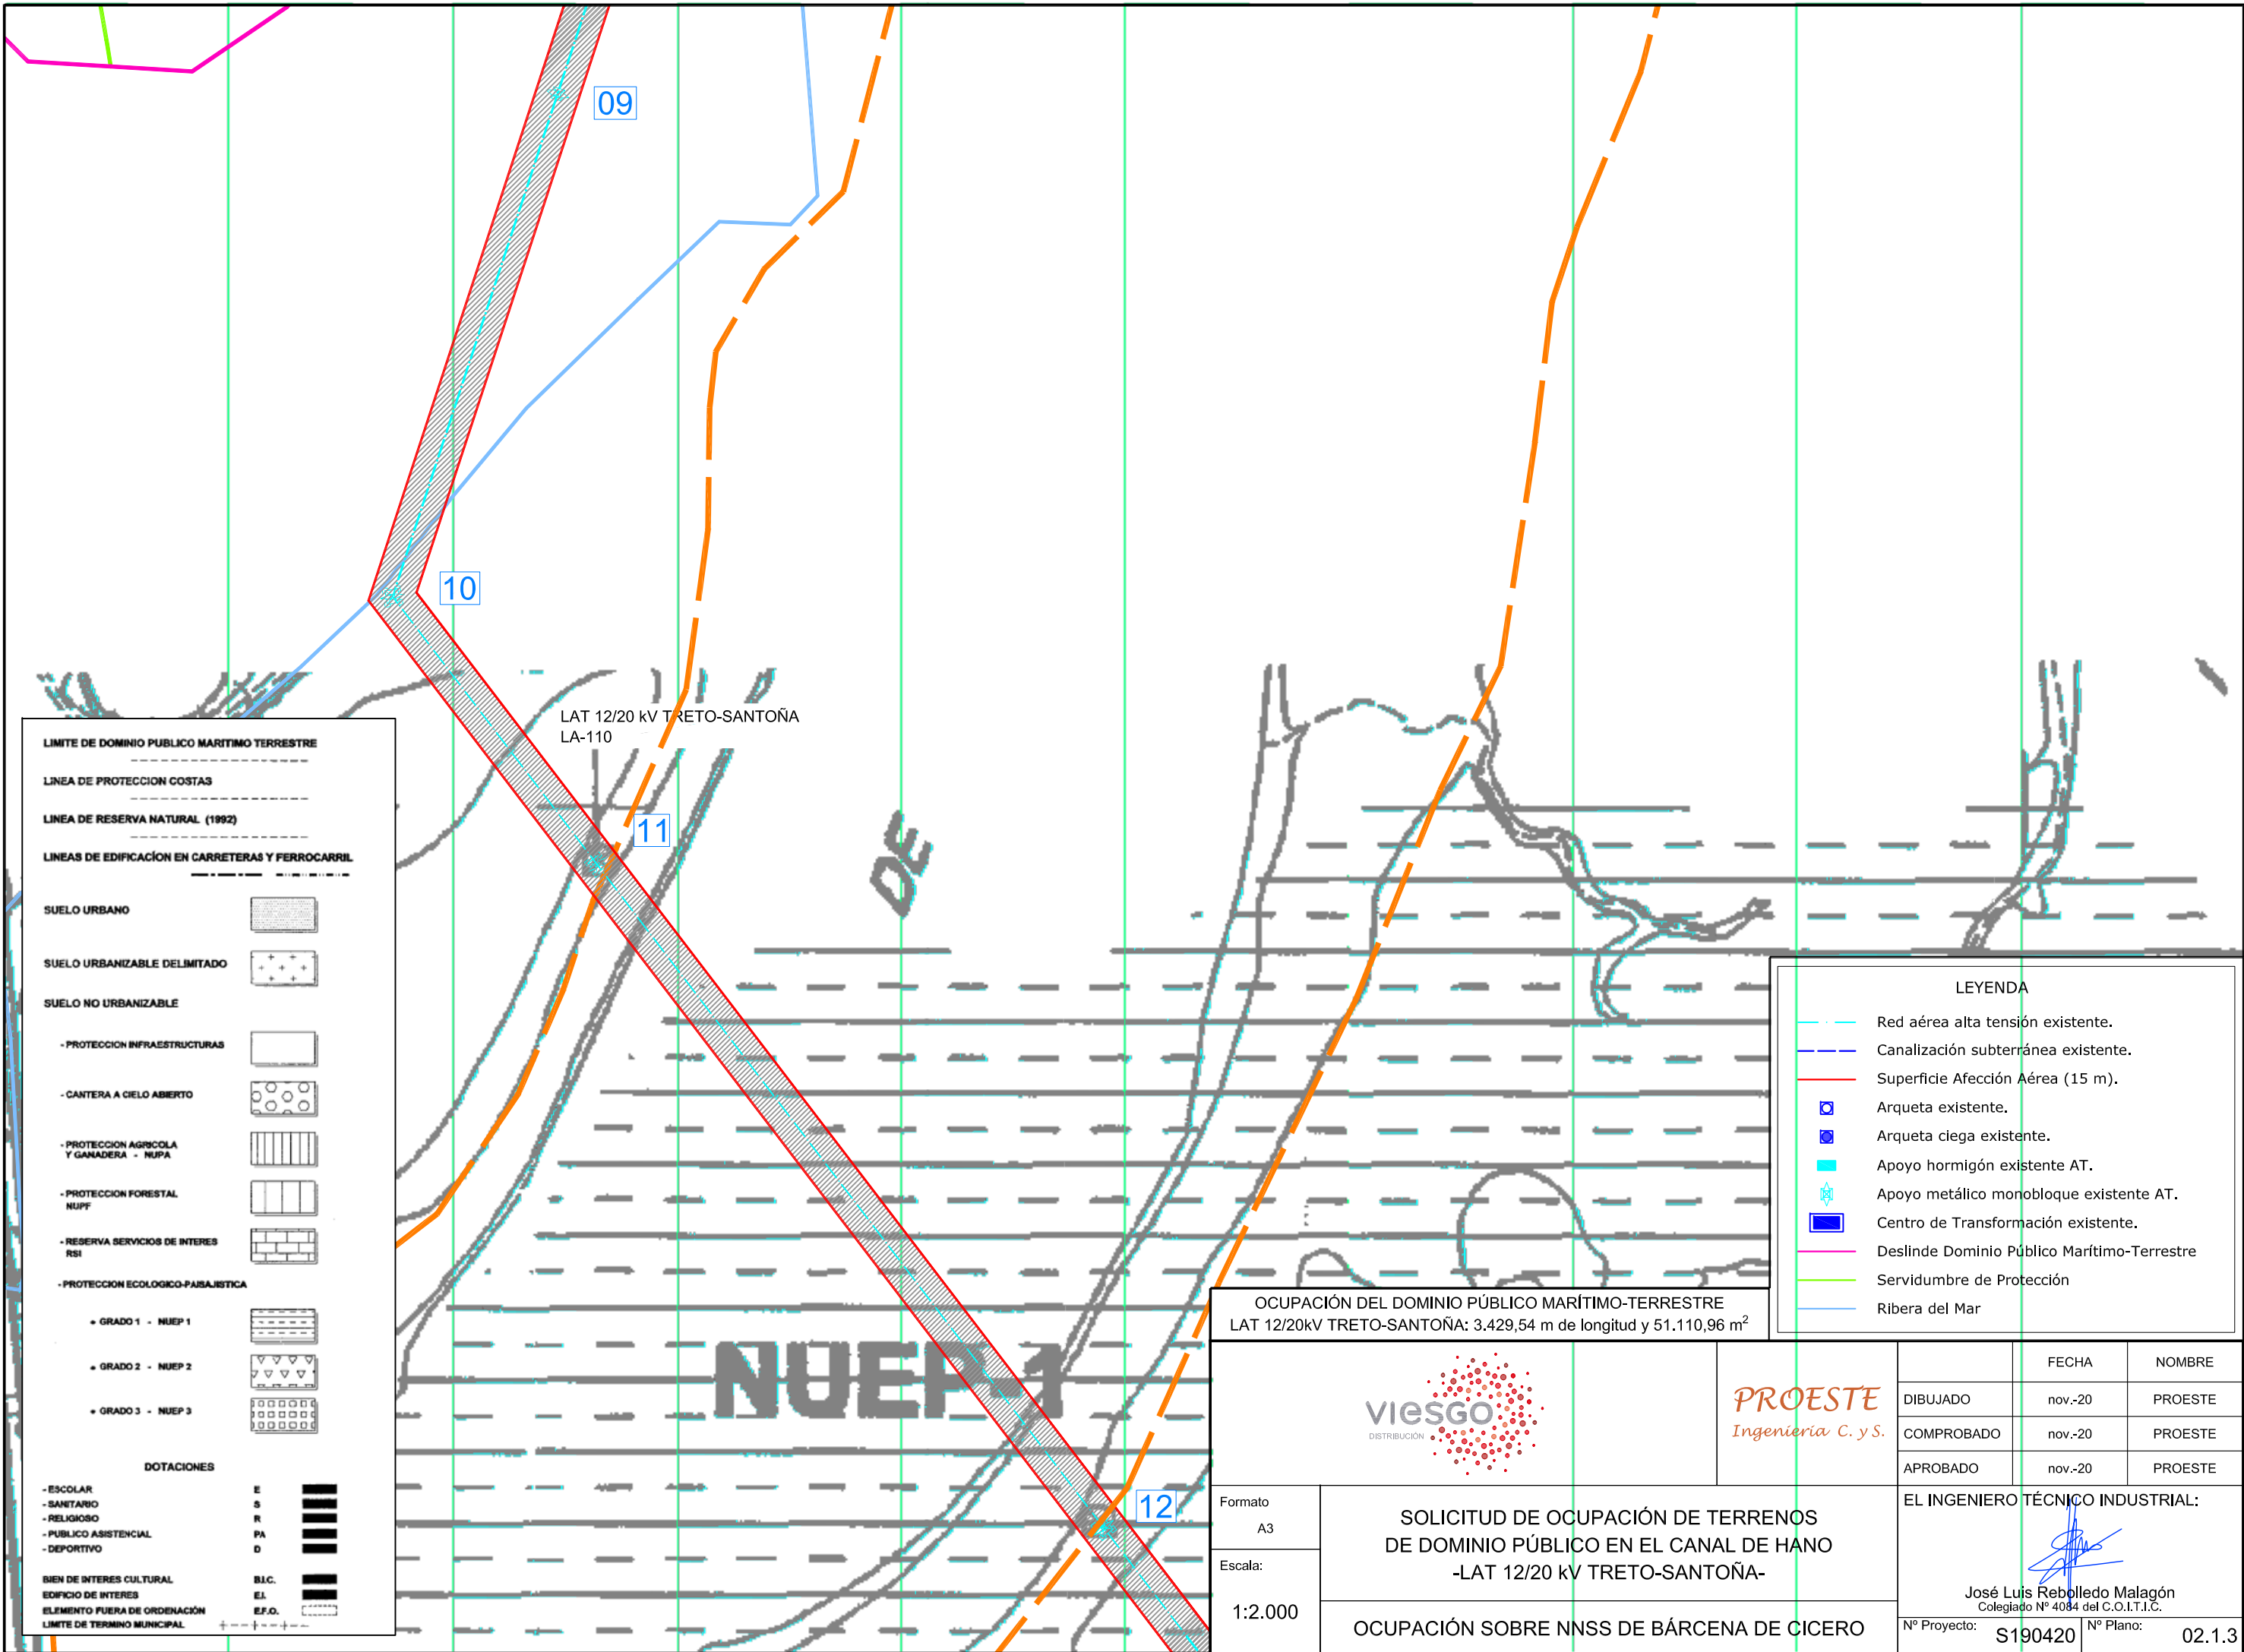 09
10
LAT 12/20 kV TRETO-SANTOÑA
LA-110
11
DE
NUEP-1
12
LIMITE DE DOMINIO PUBLICO MARITIMO TERRESTRE
LINEA DE PROTECCION COSTAS
LINEA DE RESERVA NATURAL (1992)
LINEAS DE EDIFICACION EN CARRETERAS Y FERROCARRIL
SUELO URBANO
SUELO URBANIZABLE DELIMITADO
SUELO NO URBANIZABLE
- PROTECCION INFRAESTRUCTURAS
- CANTERA A CIELO ABIERTO
- PROTECCION AGRICOLA
Y GANADERA - NUPA
- PROTECCION FORESTAL
NUPF
- RESERVA SERVICIOS DE INTERES
RSI
- PROTECCION ECOLOGICO-PAISAJISTICA
• GRADO 1 - NUEP 1
• GRADO 2 - NUEP 2
• GRADO 3 - NUEP 3
DOTACIONES
- ESCOLAR E
- SANITARIO S
- RELIGIOSO R
- PUBLICO ASISTENCIAL PA
- DEPORTIVO D
BIEN DE INTERES CULTURAL B.I.C.
EDIFICIO DE INTERES E.I.
ELEMENTO FUERA DE ORDENACIÓN E.F.O.
LIMITE DE TERMINO MUNICIPAL
LEYENDA
Red aérea alta tensión existente.
Canalización subterránea existente.
Superficie Afección Aérea (15 m).
Arqueta existente.
Arqueta ciega existente.
Apoyo hormigón existente AT.
Apoyo metálico monobloque existente AT.
Centro de Transformación existente.
Deslinde Dominio Público Marítimo-Terrestre
Servidumbre de Protección
Ribera del Mar
OCUPACIÓN DEL DOMINIO PÚBLICO MARÍTIMO-TERRESTRE
LAT 12/20kV TRETO-SANTOÑA: 3.429,54 m de longitud y 51.110,96 m²
viesgo
DISTRIBUCIÓN
PROESTE
Ingeniería C. y S.
FECHA NOMBRE
DIBUJADO nov.-20 PROESTE
COMPROBADO nov.-20 PROESTE
APROBADO nov.-20 PROESTE
Formato
A3
Escala:
1:2.000
SOLICITUD DE OCUPACIÓN DE TERRENOS
DE DOMINIO PÚBLICO EN EL CANAL DE HANO
-LAT 12/20 kV TRETO-SANTOÑA-
OCUPACIÓN SOBRE NNSS DE BÁRCENA DE CICERO
EL INGENIERO TÉCNICO INDUSTRIAL:
José Luis Rebolledo Malagón
Colegiado Nº 4084 del C.O.I.T.I.C.
Nº Proyecto: S190420 Nº Plano: 02.1.3